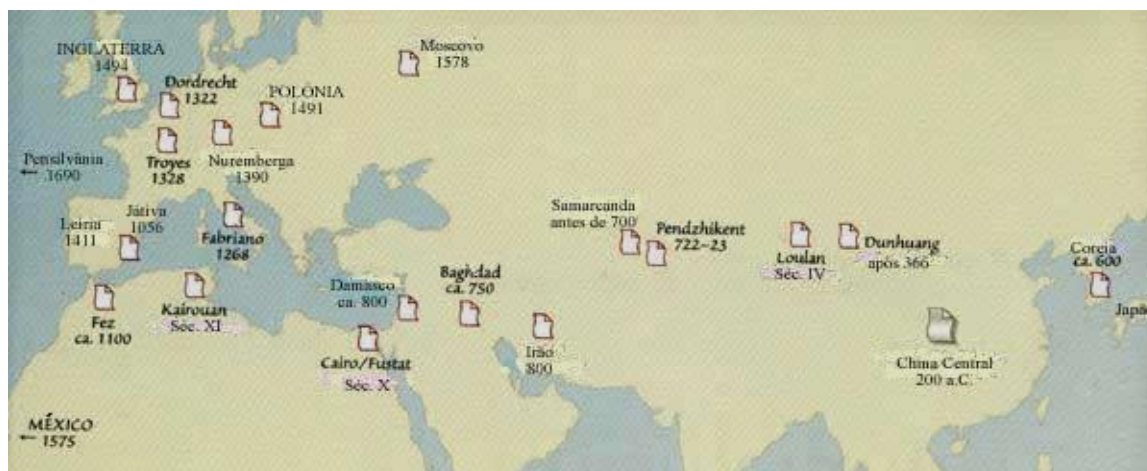 INGLATERRA
1494
Dordrecht
1322
POLÓNIA
1491
Moscovo
1578
Pensilvânia
1690
Troyes
1328
Nuremberga
1390
Leiria
1411
Játiva
1056
Fabriano
1268
Samarcanda
antes de 700
Pendzhikent
722-23
Loulan
Séc. IV
Dunhuang
após 366
Coreia
ca. 600
Japão
Fez
ca. 1100
Kairouan
Séc. XI
Damasco
ca. 800
Baghdad
ca. 750
Cairo/Fustat
Séc. X
Irão
800
China Central
200 a.C.
MÉXICO
1575